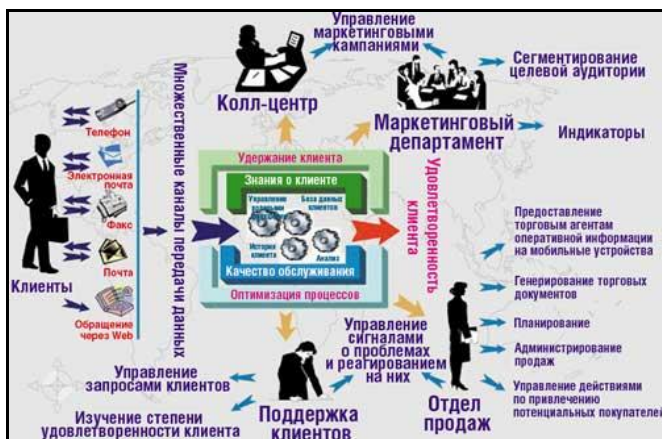 Управление
маркетинговыми
кампаниями
Сегментирование
целевой аудитории
Колл-центр
Маркетинговый
департамент
Индикаторы
Множественные каналы передачи данных
Телефон
Электронная
почта
Факс
Почта
Клиенты
Обращение
через Web
Удержание клиента
Знания о клиенте
Управление
База данных
клиентов
История
клиента
Анализ
Качество обслуживания
Оптимизация процессов
Удовлетворенность
клиента
Предоставление
торговым агентам
оперативной информации
на мобильные устройства
Генерирование торговых
документов
Планирование
Администрирование
продаж
Управление действиями
по привлечению
потенциальных покупателей
Отдел
продаж
Управление
сигналами
о проблемах
и реагированием
на них
Управление
запросами клиентов
Изучение степени
удовлетворенности клиента
Поддержка
клиентов